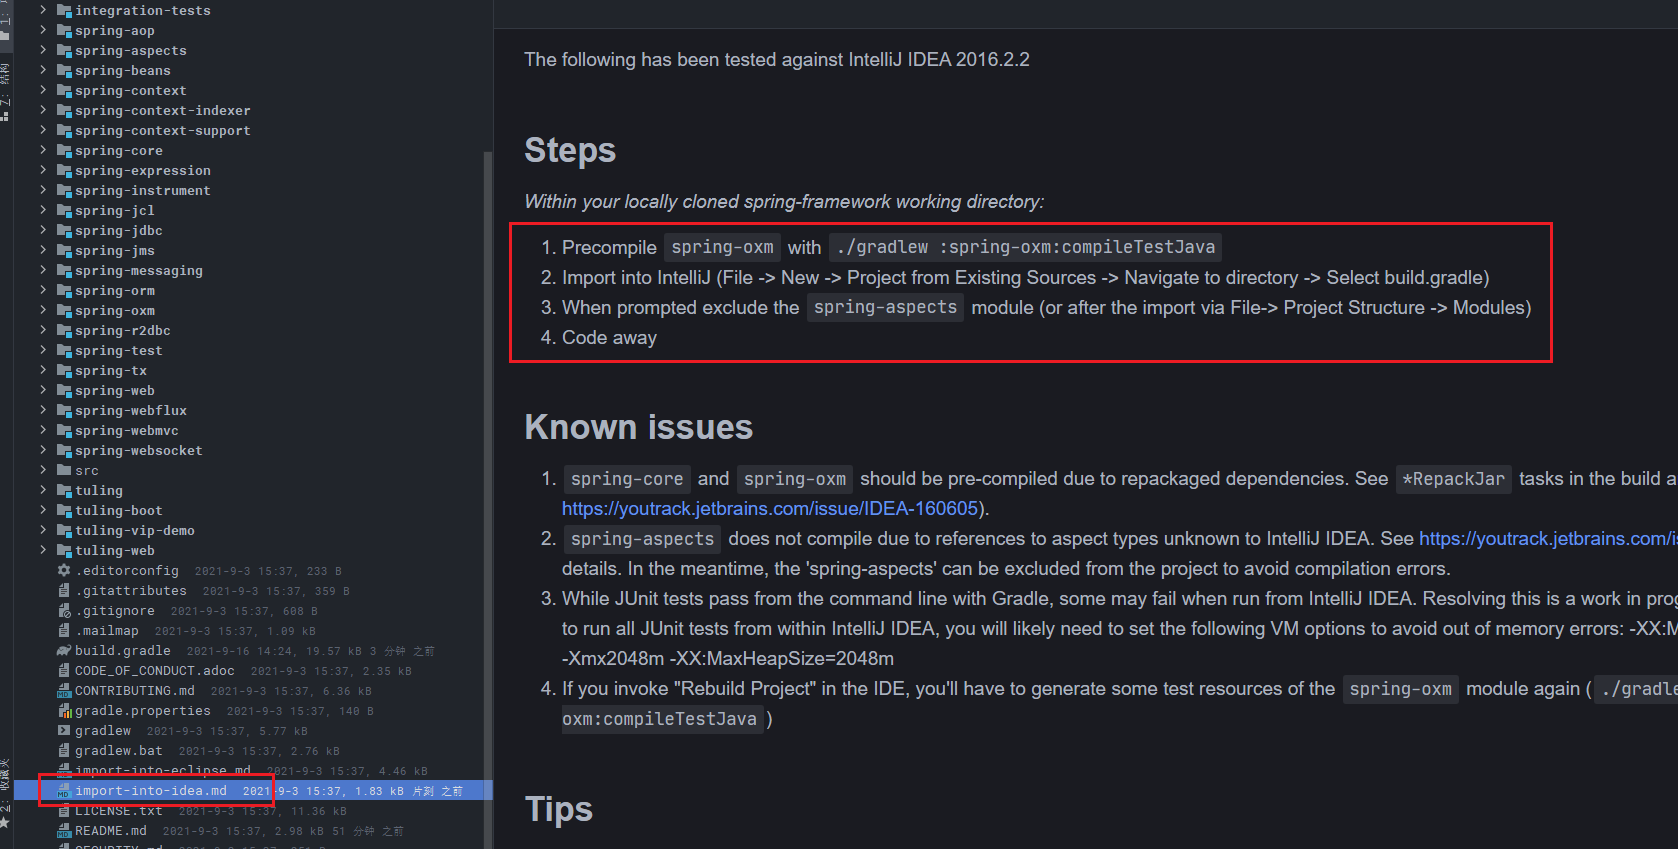 integration-tests
spring-aop
spring-aspects
spring-beans
spring-context
spring-context-indexer
spring-context-support
spring-core
spring-expression
spring-instrument
spring-jcl
spring-jdbc
spring-jms
spring-messaging
spring-orm
spring-oxm
spring-r2dbc
spring-test
spring-tx
spring-web
spring-webflux
spring-webmvc
spring-websocket
src
tuling
tuling-boot
tuling-vip-demo
tuling-web
.editorconfig 2021-9-3 15:37, 233 B
.gitattributes 2021-9-3 15:37, 359 B
.gitignore 2021-9-3 15:37, 608 B
.mailmap 2021-9-3 15:37, 1.09 kB
build.gradle 2021-9-16 14:24, 19.57 kB 3 分钟 之前
CODE_OF_CONDUCT.adoc 2021-9-3 15:37, 2.35 kB
CONTRIBUTING.md 2021-9-3 15:37, 6.36 kB
gradle.properties 2021-9-3 15:37, 140 B
gradlew 2021-9-3 15:37, 5.77 kB
gradlew.bat 2021-9-3 15:37, 2.76 kB
import-into-eclipse.md 2021-9-3 15:37, 4.46 kB
import-into-idea.md 2021-9-3 15:37, 1.83 kB 片刻 之前
LICENSE.txt 2021-9-3 15:37, 11.36 kB
README.md 2021-9-3 15:37, 2.98 kB 51 分钟 之前
7: 结构
2: 收藏夹
The following has been tested against IntelliJ IDEA 2016.2.2
Steps
Within your locally cloned spring-framework working directory:
1. Precompile spring-oxm with ./gradlew :spring-oxm:compileTestJava
2. Import into IntelliJ (File -> New -> Project from Existing Sources -> Navigate to directory -> Select build.gradle)
3. When prompted exclude the spring-aspects module (or after the import via File-> Project Structure -> Modules)
4. Code away
Known issues
1. spring-core and spring-oxm should be pre-compiled due to repackaged dependencies. See *RepackJar tasks in the build a
https://youtrack.jetbrains.com/issue/IDEA-160605).
2. spring-aspects does not compile due to references to aspect types unknown to IntelliJ IDEA. See https://youtrack.jetbrains.com/is
details. In the meantime, the 'spring-aspects' can be excluded from the project to avoid compilation errors.
3. While JUnit tests pass from the command line with Gradle, some may fail when run from IntelliJ IDEA. Resolving this is a work in prog
to run all JUnit tests from within IntelliJ IDEA, you will likely need to set the following VM options to avoid out of memory errors: -XX:M
-Xmx2048m -XX:MaxHeapSize=2048m
4. If you invoke "Rebuild Project" in the IDE, you'll have to generate some test resources of the spring-oxm module again ( ./gradle
oxm:compileTestJava )
Tips